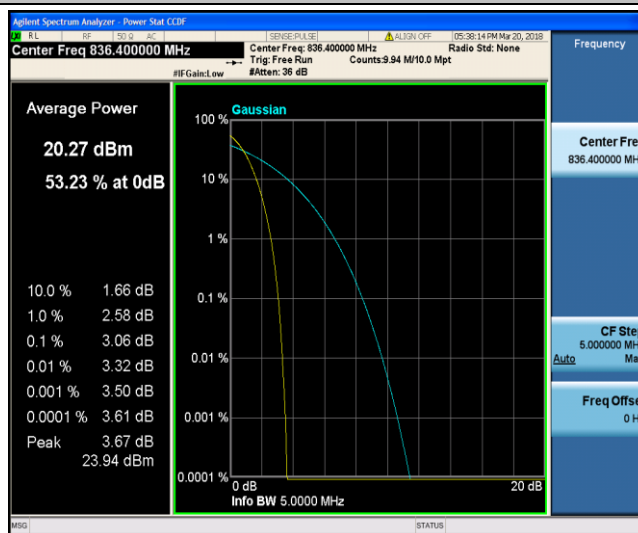 Agilent Spectrum Analyzer - Power Stat CCDF
RL RF 50 Ω AC SENSE:PULSE ALIGN OFF 05:38:14 PM Mar 20, 2018
Center Freq 836.400000 MHz
Center Freq: 836.400000 MHz Radio Std: None
Trig: Free Run Counts:9.94 M/10.0 Mpt
#IFGain:Low #Atten: 36 dB
Frequency
Average Power
20.27 dBm
53.23 % at 0dB
10.0 % 1.66 dB
1.0 % 2.58 dB
0.1 % 3.06 dB
0.01 % 3.32 dB
0.001 % 3.50 dB
0.0001 % 3.61 dB
Peak 3.67 dB
23.94 dBm
Gaussian
100 %
10 %
1 %
0.1 %
0.01 %
0.001 %
0.0001 %
0 dB 20 dB
Info BW 5.0000 MHz
Center Fre
836.400000 MH
CF Ste
5.000000 MH
Auto Ma
Freq Offse
0 H
MSG STATUS